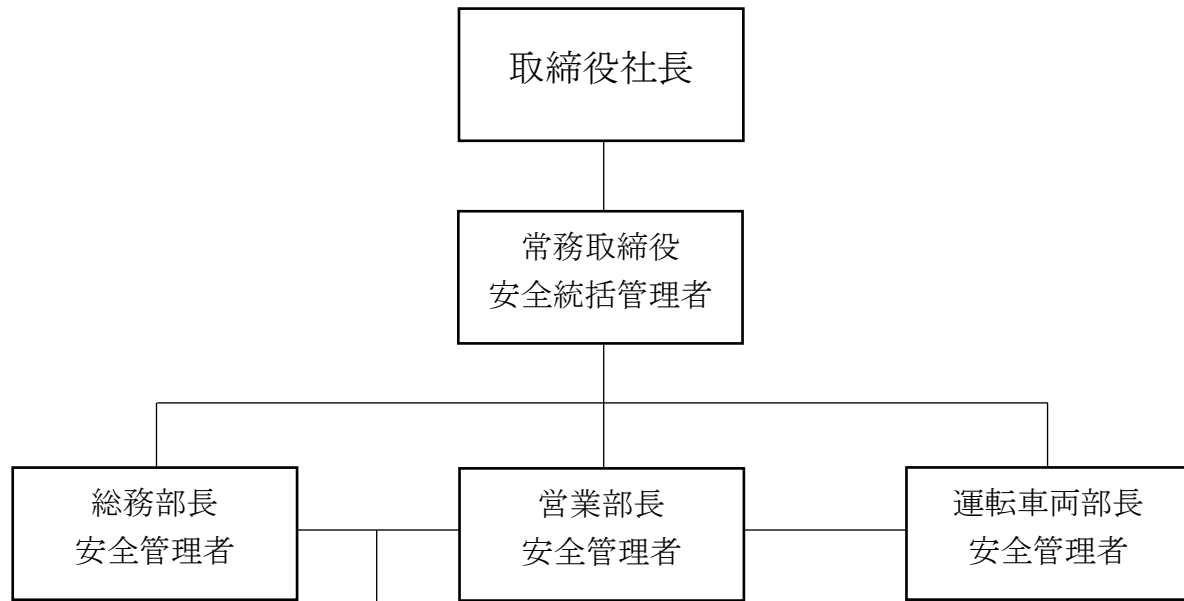 取締役社長
常務取締役
安全統括管理者
総務部長
安全管理者
営業部長
安全管理者
運転車両部長
安全管理者